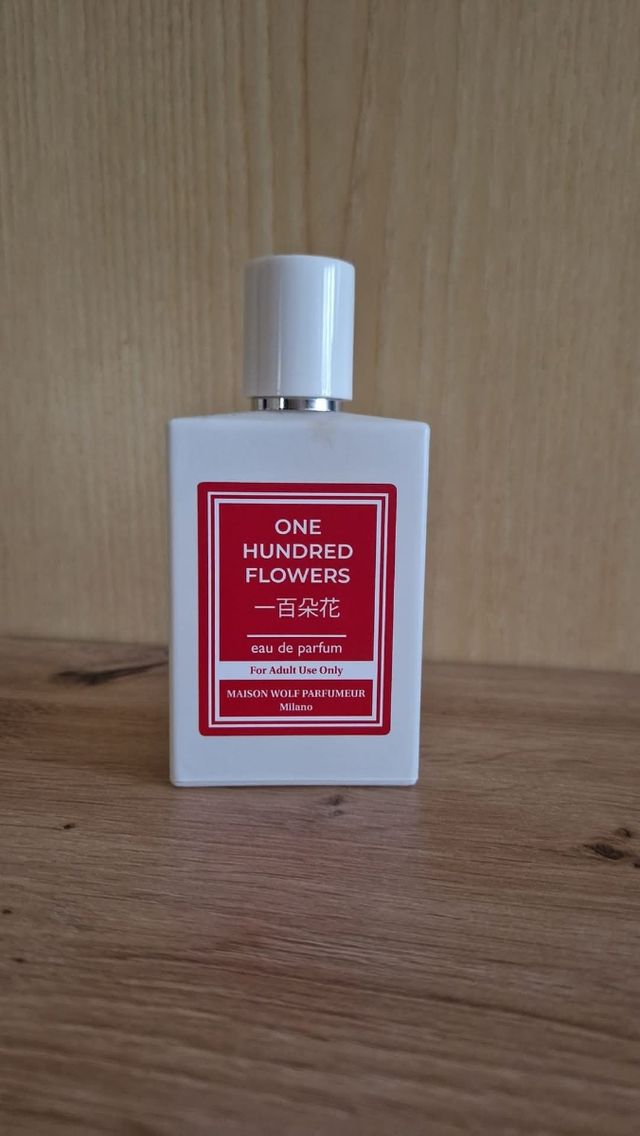 ONE
HUNDRED
FLOWERS
一百朵花
eau de parfum
For Adult Use Only
MAISON WOLF PARFUMEUR
Milano